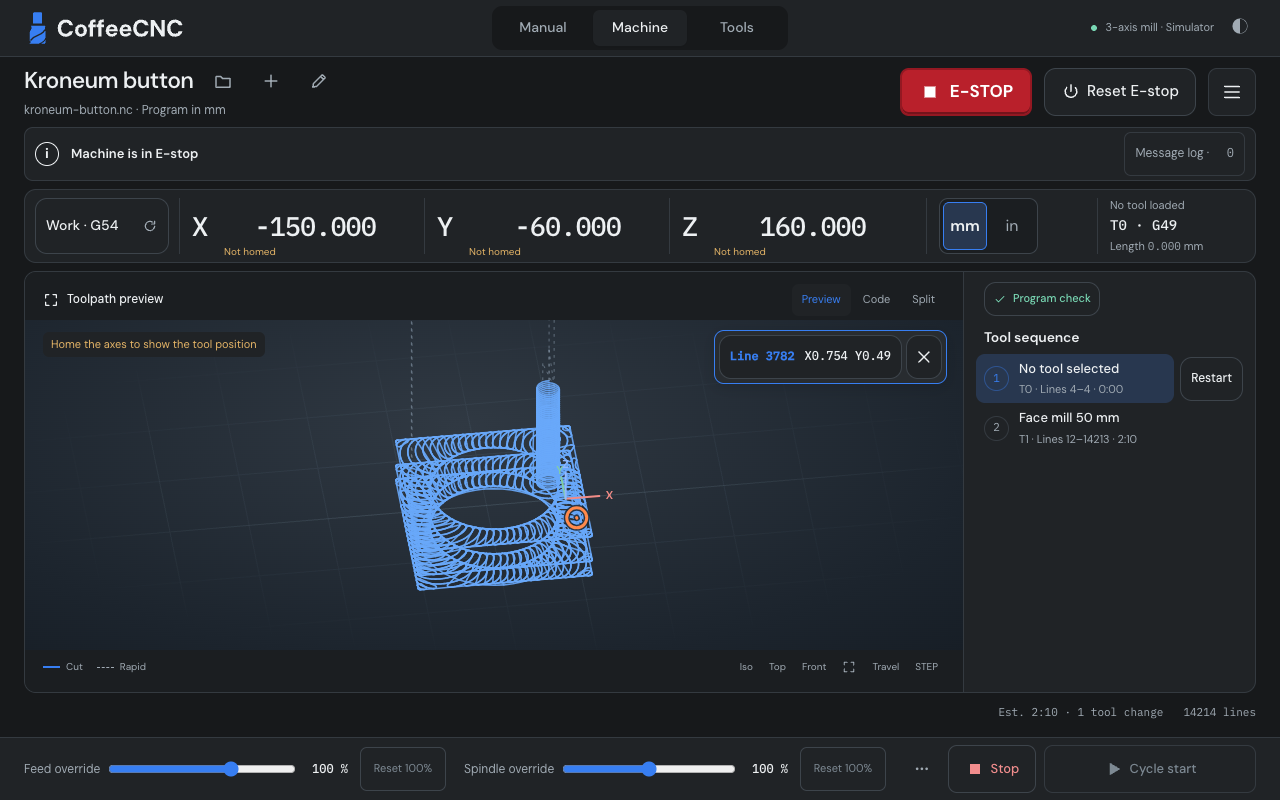 CoffeeCNC
Manual
Machine
Tools
3-axis mill · Simulator
Kroneum button
kroneum-button.nc · Program in mm
E-STOP
Reset E-stop
Machine is in E-stop
Message log · 0
Work · G54
X -150.000
Not homed
Y -60.000
Not homed
Z 160.000
Not homed
mm
in
No tool loaded
T0 · G49
Length 0.000 mm
Toolpath preview
Preview
Code
Split
Program check
Home the axes to show the tool position
Line 3782 X0.754 Y0.49
X
Tool sequence
1 No tool selected
T0 · Lines 4–4 · 0:00
Restart
2 Face mill 50 mm
T1 · Lines 12–14213 · 2:10
Cut
Rapid
Iso
Top
Front
Travel
STEP
Est. 2:10 · 1 tool change 14214 lines
Feed override
100 %
Reset 100%
Spindle override
100 %
Reset 100%
Stop
Cycle start